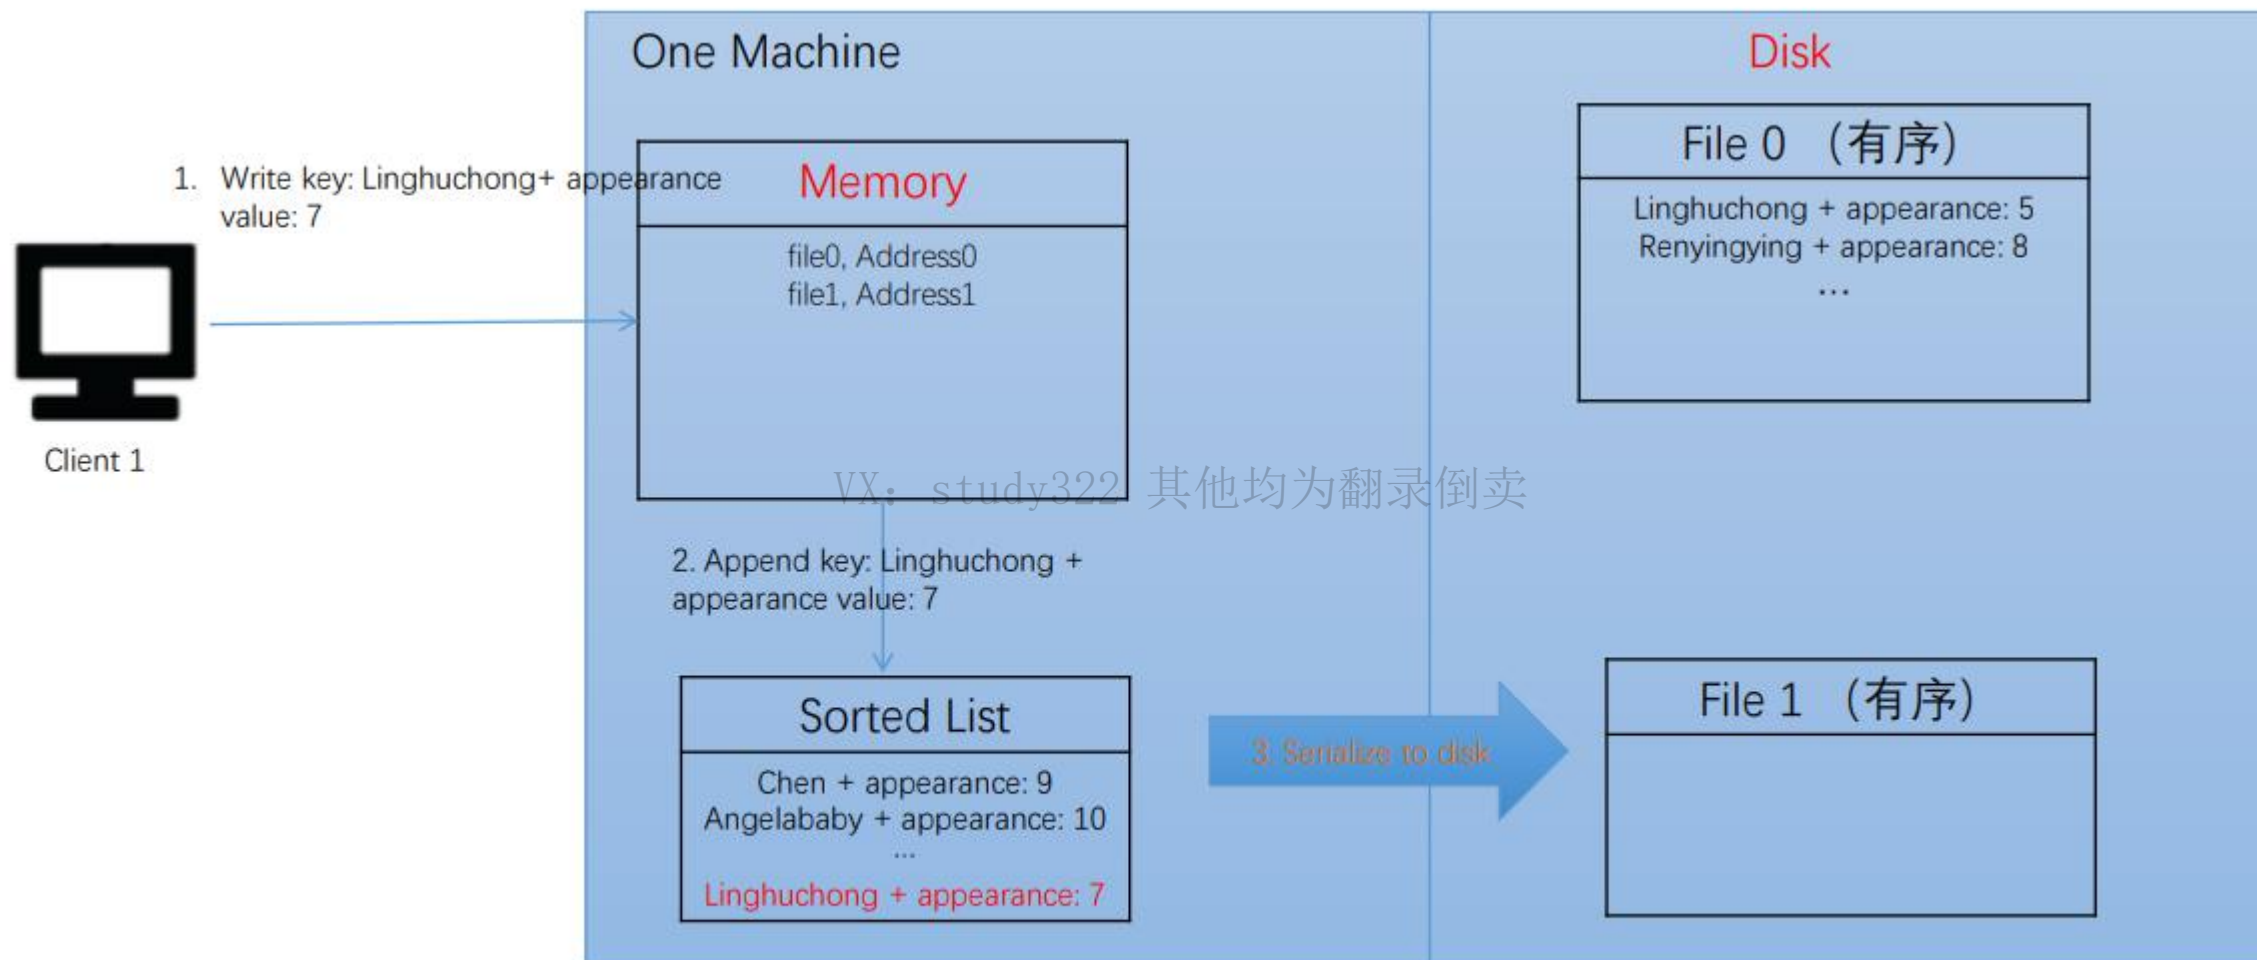 One Machine
Disk
1. Write key: Linghuchong+ appearance
value: 7
Client 1
Memory
file0, Address0
file1, Address1
File 0 （有序）
Linghuchong + appearance: 5
Renyingying + appearance: 8
...
VX: study322 其他均为翻录倒卖
2. Append key: Linghuchong +
appearance value: 7
Sorted List
Chen + appearance: 9
Angelababy + appearance: 10
...
Linghuchong + appearance: 7
3. Serialize to disk
File 1 （有序）